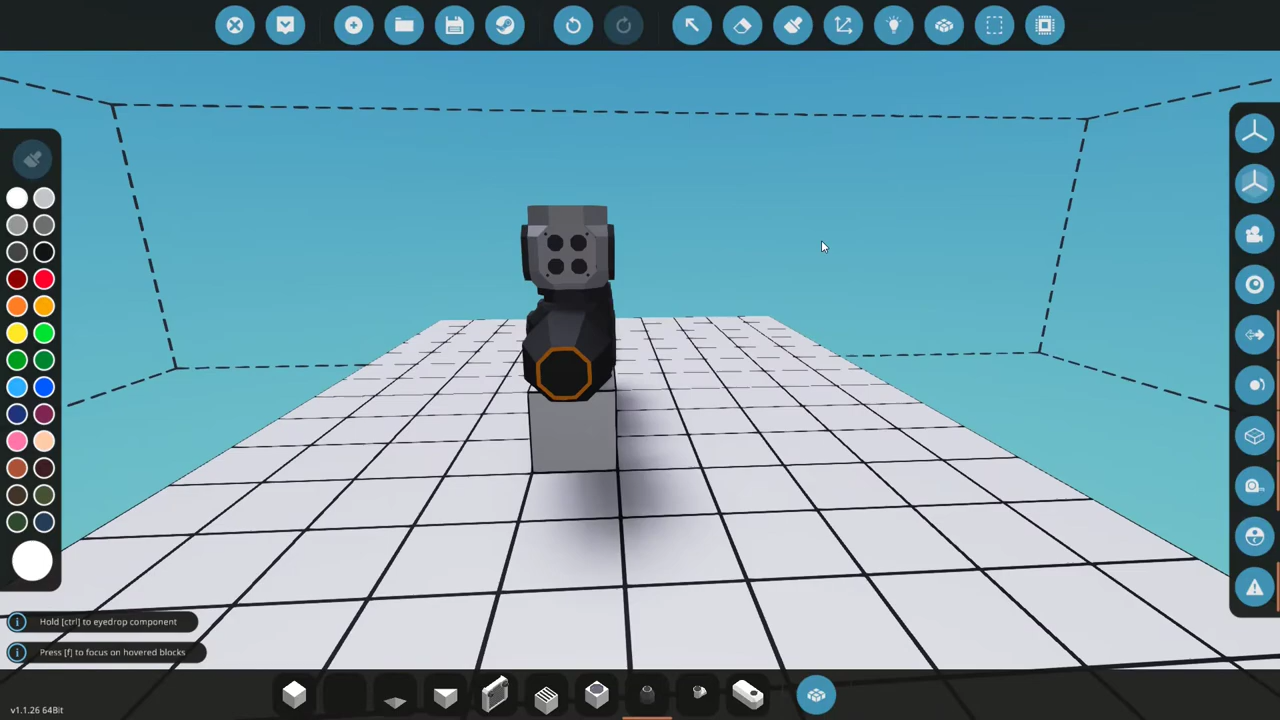 Hold [ctrl] to eyedrop component
Press [f] to focus on hovered blocks
v1.1.26 64Bit